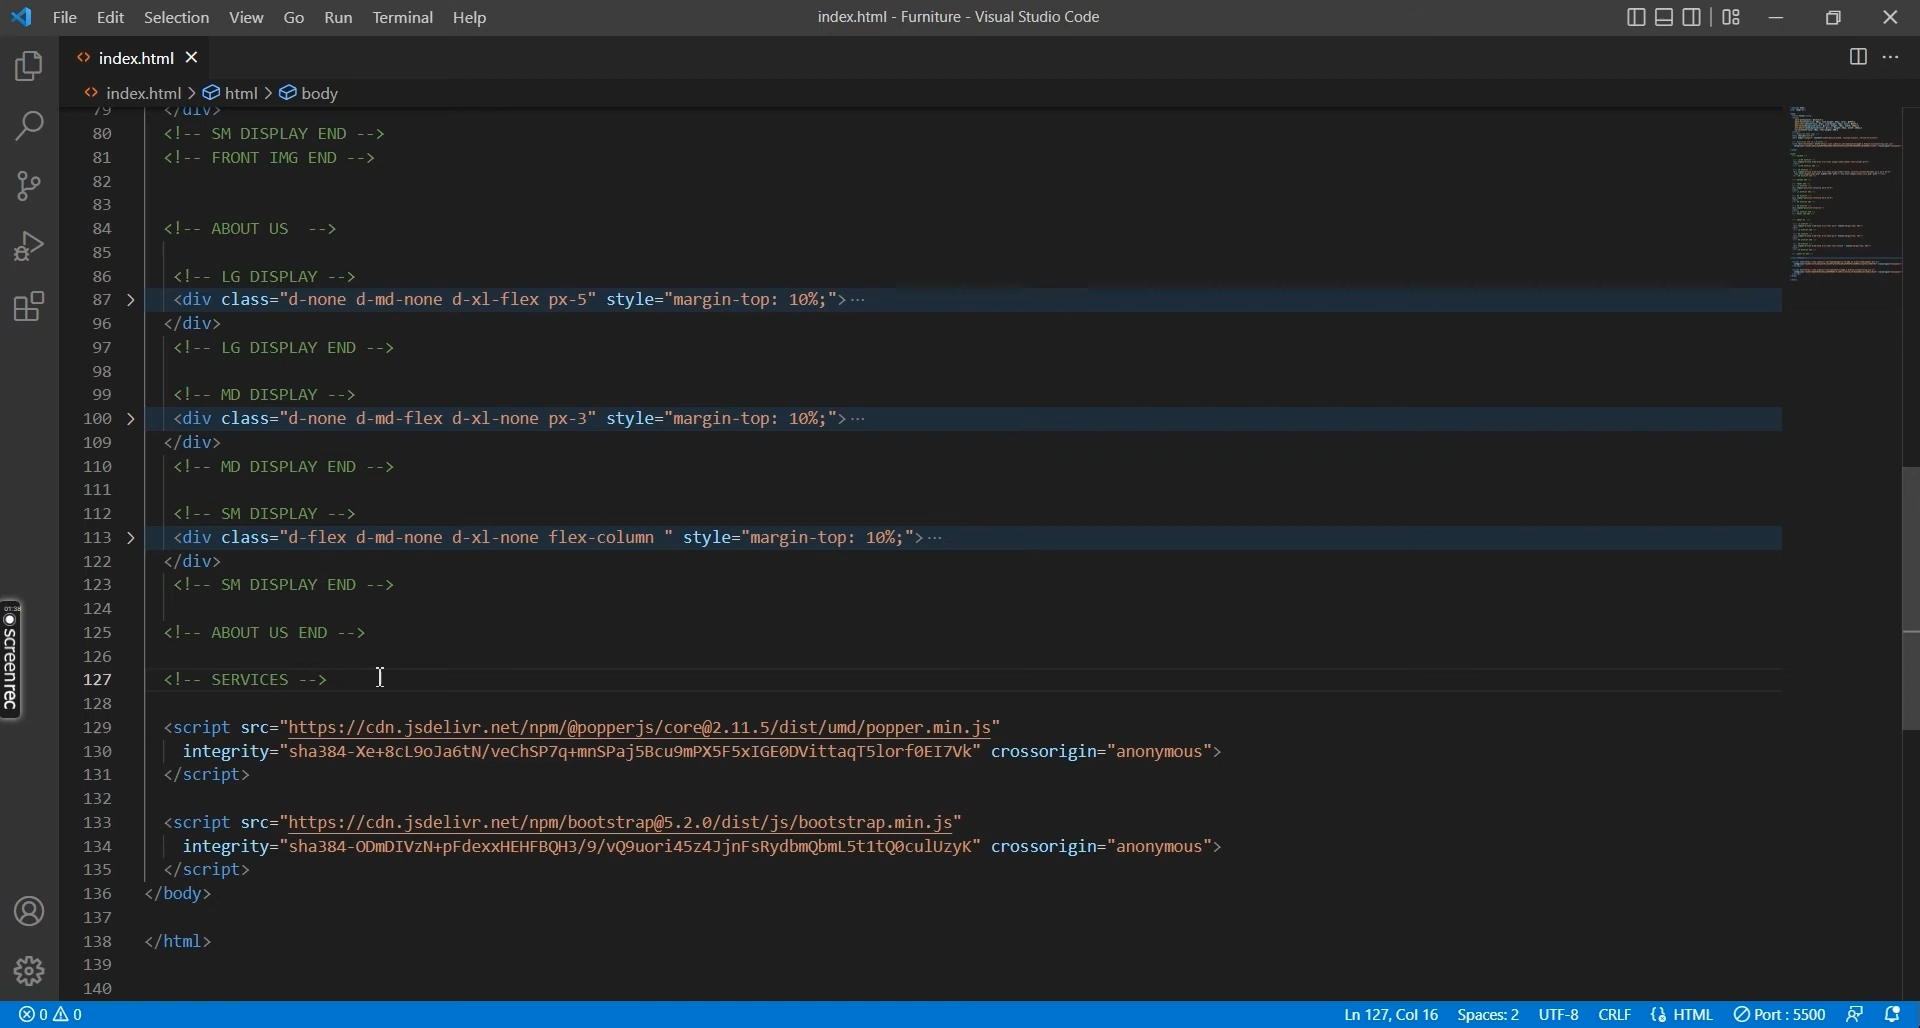 File Edit Selection View Go Run Terminal Help
index.html - Furniture - Visual Studio Code
index.html
index.html > html > body
79 </div>
80 <!-- SM DISPLAY END -->
81 <!-- FRONT IMG END -->
82
83
84 <!-- ABOUT US  -->
85
86 <!-- LG DISPLAY -->
87 <div class="d-none d-md-none d-xl-flex px-5" style="margin-top: 10%;">···
96 </div>
97 <!-- LG DISPLAY END -->
98
99 <!-- MD DISPLAY -->
100 <div class="d-none d-md-flex d-xl-none px-3" style="margin-top: 10%;">···
109 </div>
110 <!-- MD DISPLAY END -->
111
112 <!-- SM DISPLAY -->
113 <div class="d-flex d-md-none d-xl-none flex-column " style="margin-top: 10%;">···
122 </div>
123 <!-- SM DISPLAY END -->
124
125 <!-- ABOUT US END -->
126
127 <!-- SERVICES -->
128
129 <script src="https://cdn.jsdelivr.net/npm/@popperjs/core@2.11.5/dist/umd/popper.min.js"
130 integrity="sha384-Xe+8cL9oJa6tN/veChSP7q+mnSPaj5Bcu9mPX5F5xIGE0DVittaqT5lorf0EI7Vk" crossorigin="anonymous">
131 </script>
132
133 <script src="https://cdn.jsdelivr.net/npm/bootstrap@5.2.0/dist/js/bootstrap.min.js"
134 integrity="sha384-ODmDIVzN+pFdexxHEHFBQH3/9/vQ9uori45z4JjnFsRydbmQbmL5t1tQ0culUzyK" crossorigin="anonymous">
135 </script>
136 </body>
137
138 </html>
139
140
01:38
screenrec
0 0
Ln 127, Col 16 Spaces: 2 UTF-8 CRLF HTML Port : 5500